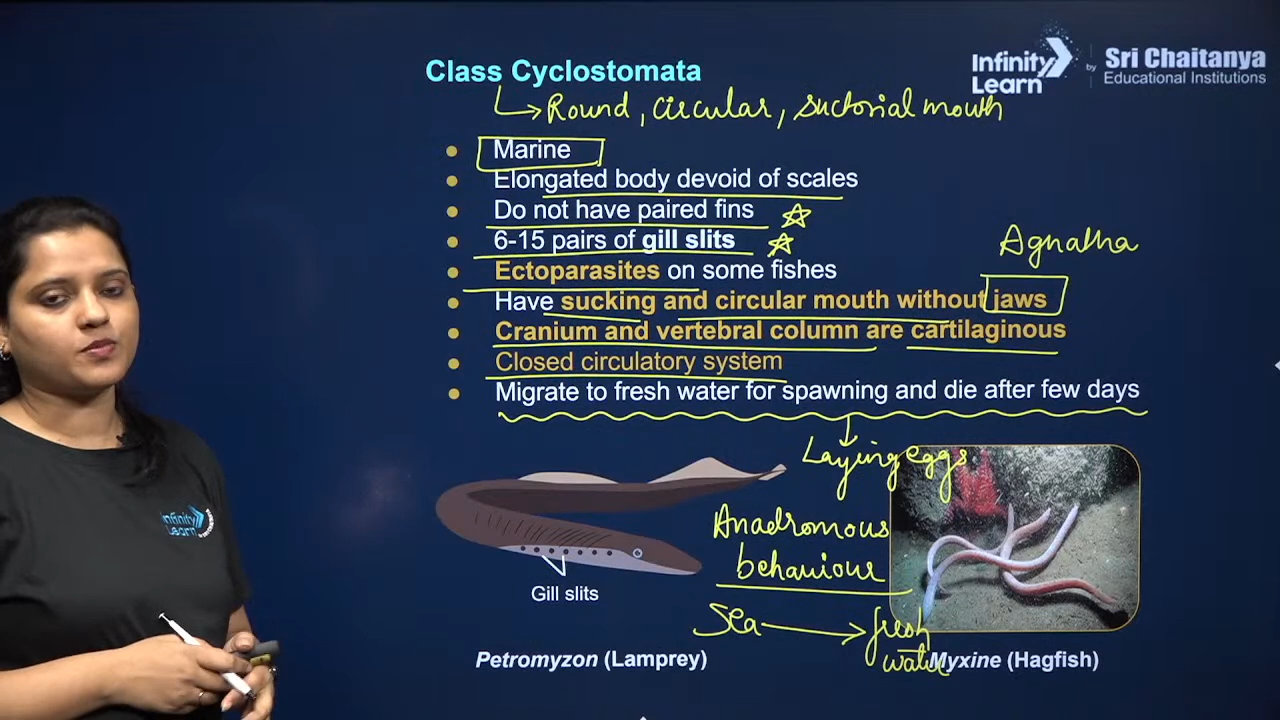 Class Cyclostomata
Infinity Learn by Sri Chaitanya Educational Institutions
Round, circular, suctorial mouth
Marine
Elongated body devoid of scales
Do not have paired fins
6-15 pairs of gill slits
Agnatha
Ectoparasites on some fishes
Have sucking and circular mouth without jaws
Cranium and vertebral column are cartilaginous
Closed circulatory system
Migrate to fresh water for spawning and die after few days
Laying eggs
Anadromous
behaviour
Gill slits
Sea → fresh
water
Petromyzon (Lamprey)
Myxine (Hagfish)
Infinity
Learn